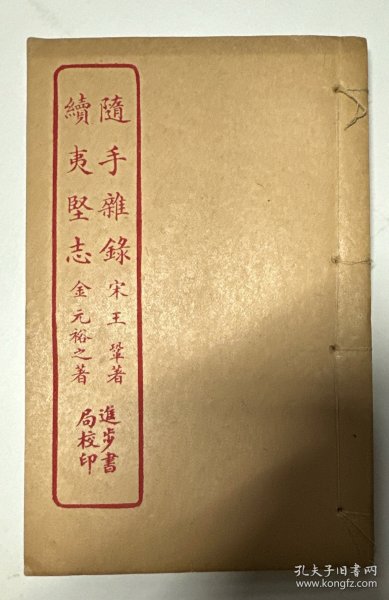 隨手雜錄 宋王鞏著
續夷堅志 金元裕之著
進步書
局校印
孔夫子旧书网
www.kongfz.com